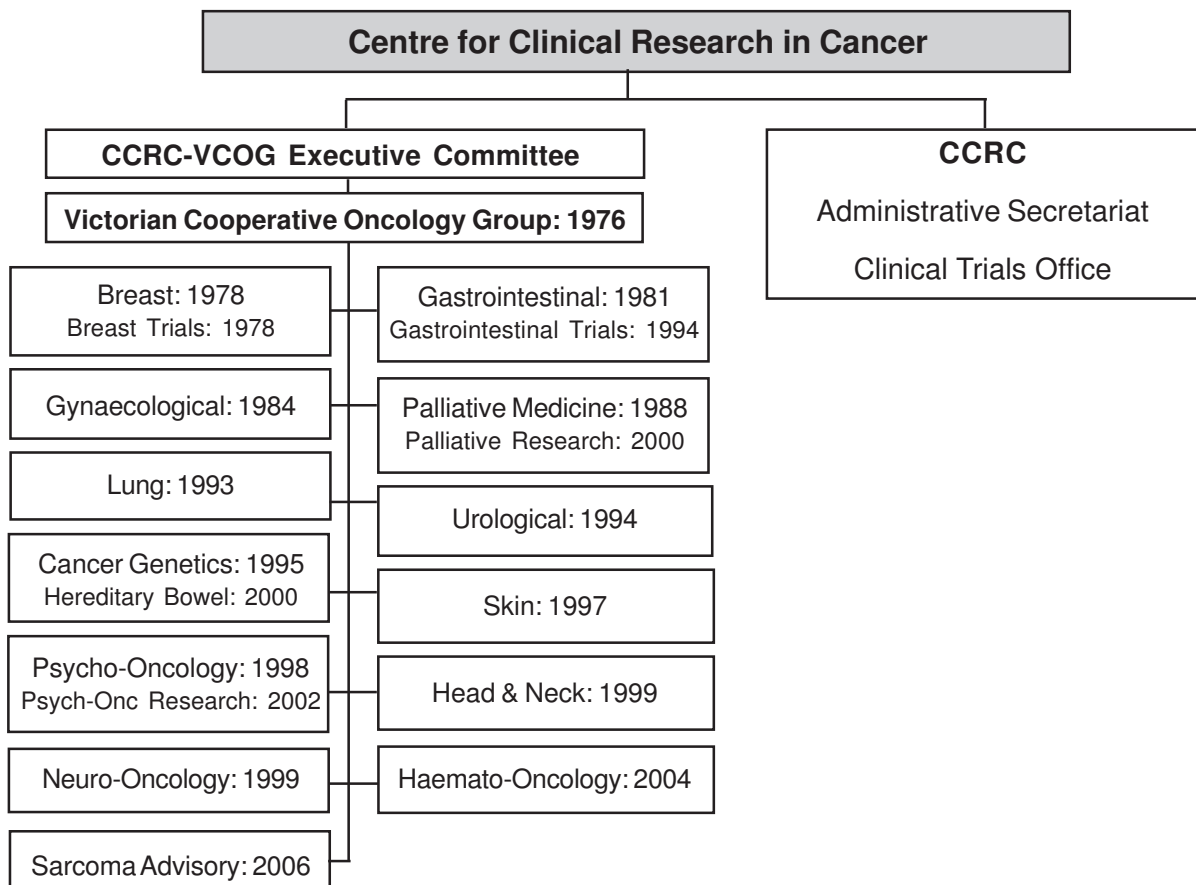 Centre for Clinical Research in Cancer
CCRC-VCOG Executive Committee
CCRC
Administrative Secretariat
Clinical Trials Office
Victorian Cooperative Oncology Group: 1976
Breast: 1978
Breast Trials: 1978
Gastrointestinal: 1981
Gastrointestinal Trials: 1994
Gynaecological: 1984
Palliative Medicine: 1988
Palliative Research: 2000
Lung: 1993
Urological: 1994
Cancer Genetics: 1995
Hereditary Bowel: 2000
Skin: 1997
Psycho-Oncology: 1998
Psych-Onc Research: 2002
Head & Neck: 1999
Neuro-Oncology: 1999
Haemato-Oncology: 2004
Sarcoma Advisory: 2006